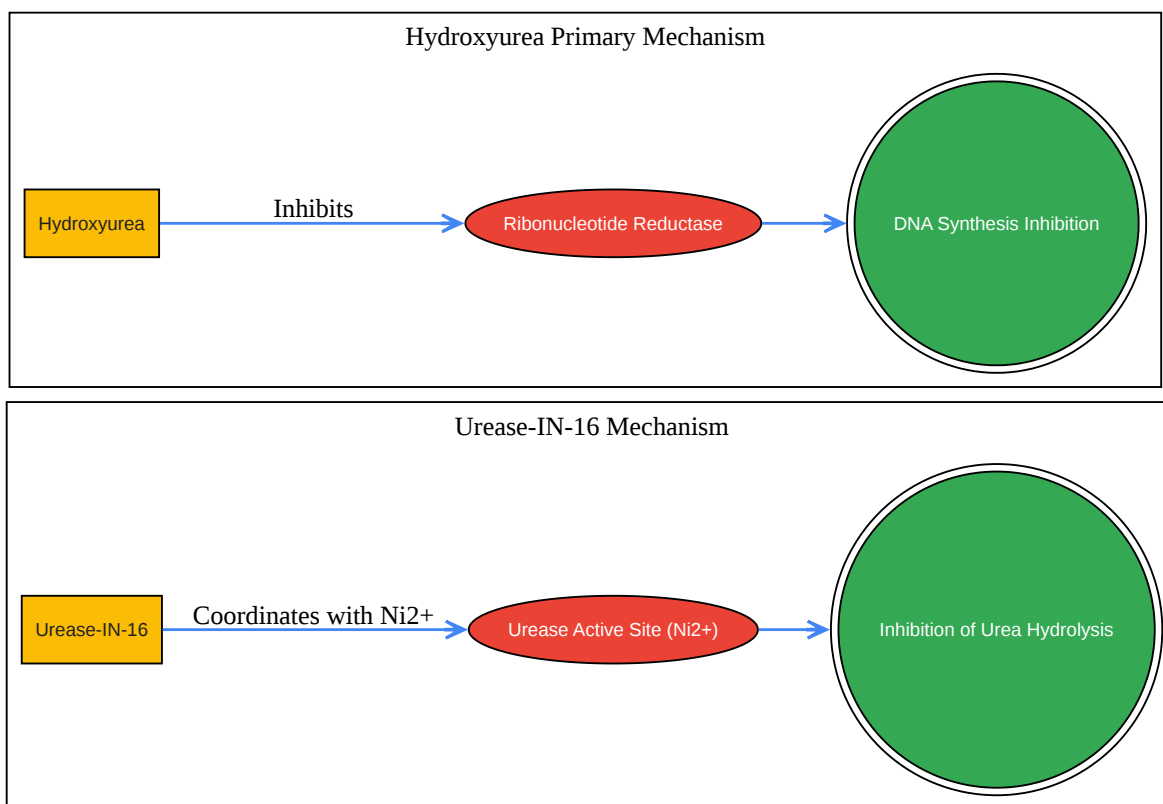 Hydroxyurea Primary Mechanism
Hydroxyurea
Inhibits
Ribonucleotide Reductase
DNA Synthesis Inhibition
Urease-IN-16 Mechanism
Urease-IN-16
Coordinates with Ni2+
Urease Active Site (Ni2+)
Inhibition of Urea Hydrolysis